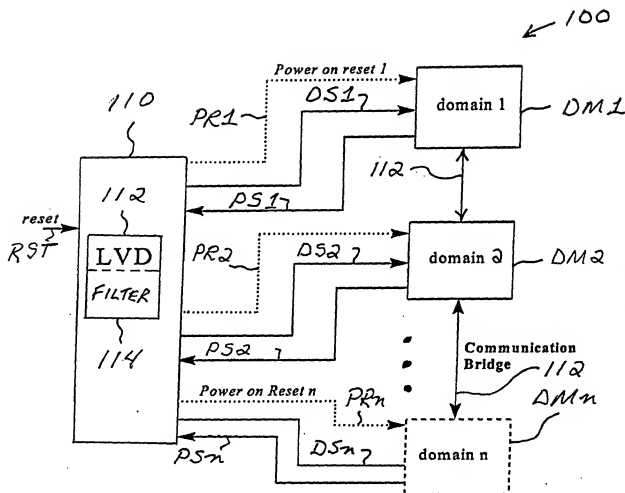 100
Power on reset 1
110
PR1
DS1
domain 1
DM1
112
112
PS1
reset
RST
LVD
FILTER
PR2
DS2
domain 2
DM2
114
PS2
Communication
Bridge
112
Power on Reset n
PRn
DMn
PSn
DSn
domain n